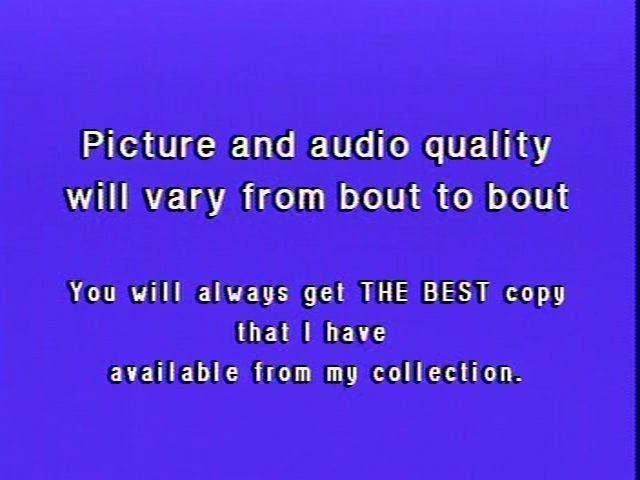 Picture and audio quality
will vary from bout to bout
You will always get THE BEST copy
that I have
available from my collection.